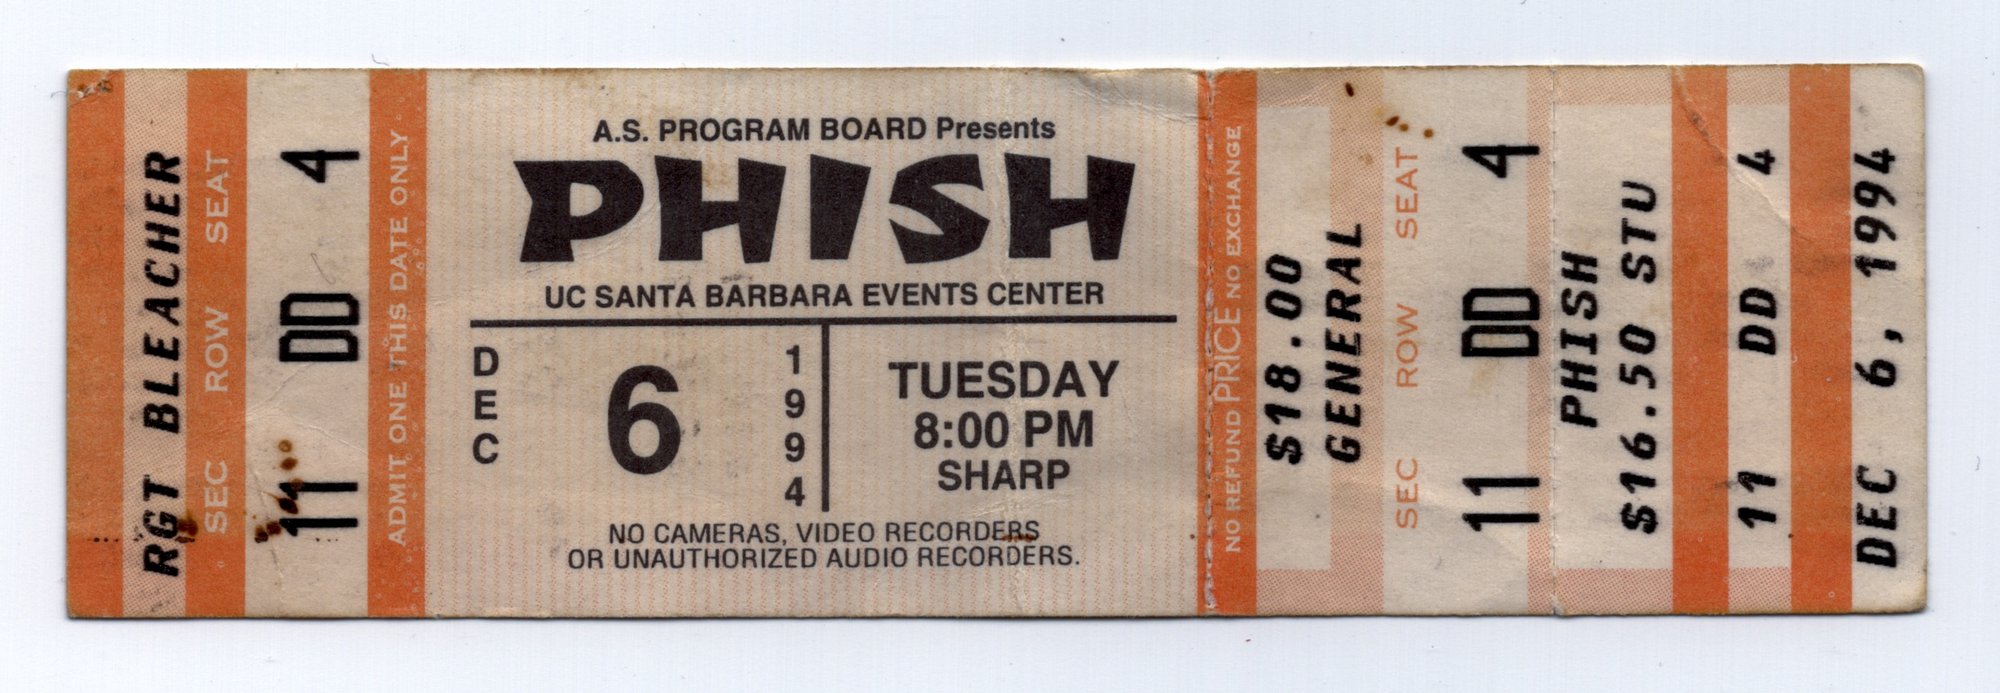 RGT BLEACHER
SEC ROW SEAT
11 DD 4
ADMIT ONE THIS DATE ONLY
A.S. PROGRAM BOARD Presents
PHISH
UC SANTA BARBARA EVENTS CENTER
DEC 6 1994
TUESDAY
8:00 PM
SHARP
NO CAMERAS, VIDEO RECORDERS
OR UNAUTHORIZED AUDIO RECORDERS.
NO REFUND PRICE NO EXCHANGE
$18.00
GENERAL
SEC ROW SEAT
11 DD 4
PHISH
$16.50 STU
11 DD 4
DEC 6, 1994